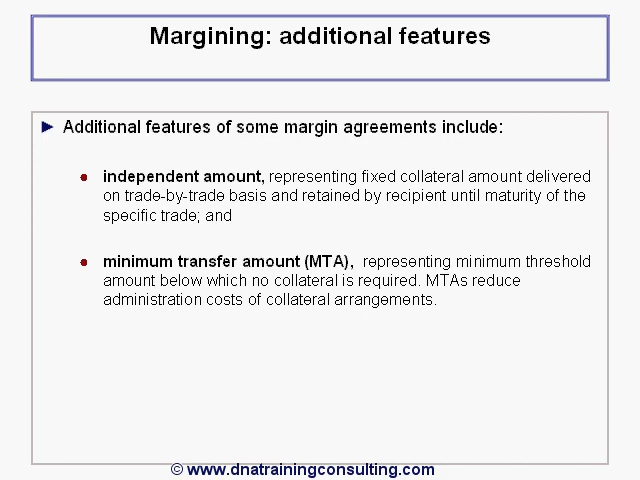 Margining: additional features
► Additional features of some margin agreements include:
● independent amount, representing fixed collateral amount delivered
on trade-by-trade basis and retained by recipient until maturity of the
specific trade; and
● minimum transfer amount (MTA), representing minimum threshold
amount below which no collateral is required. MTAs reduce
administration costs of collateral arrangements.
© www.dnatrainingconsulting.com